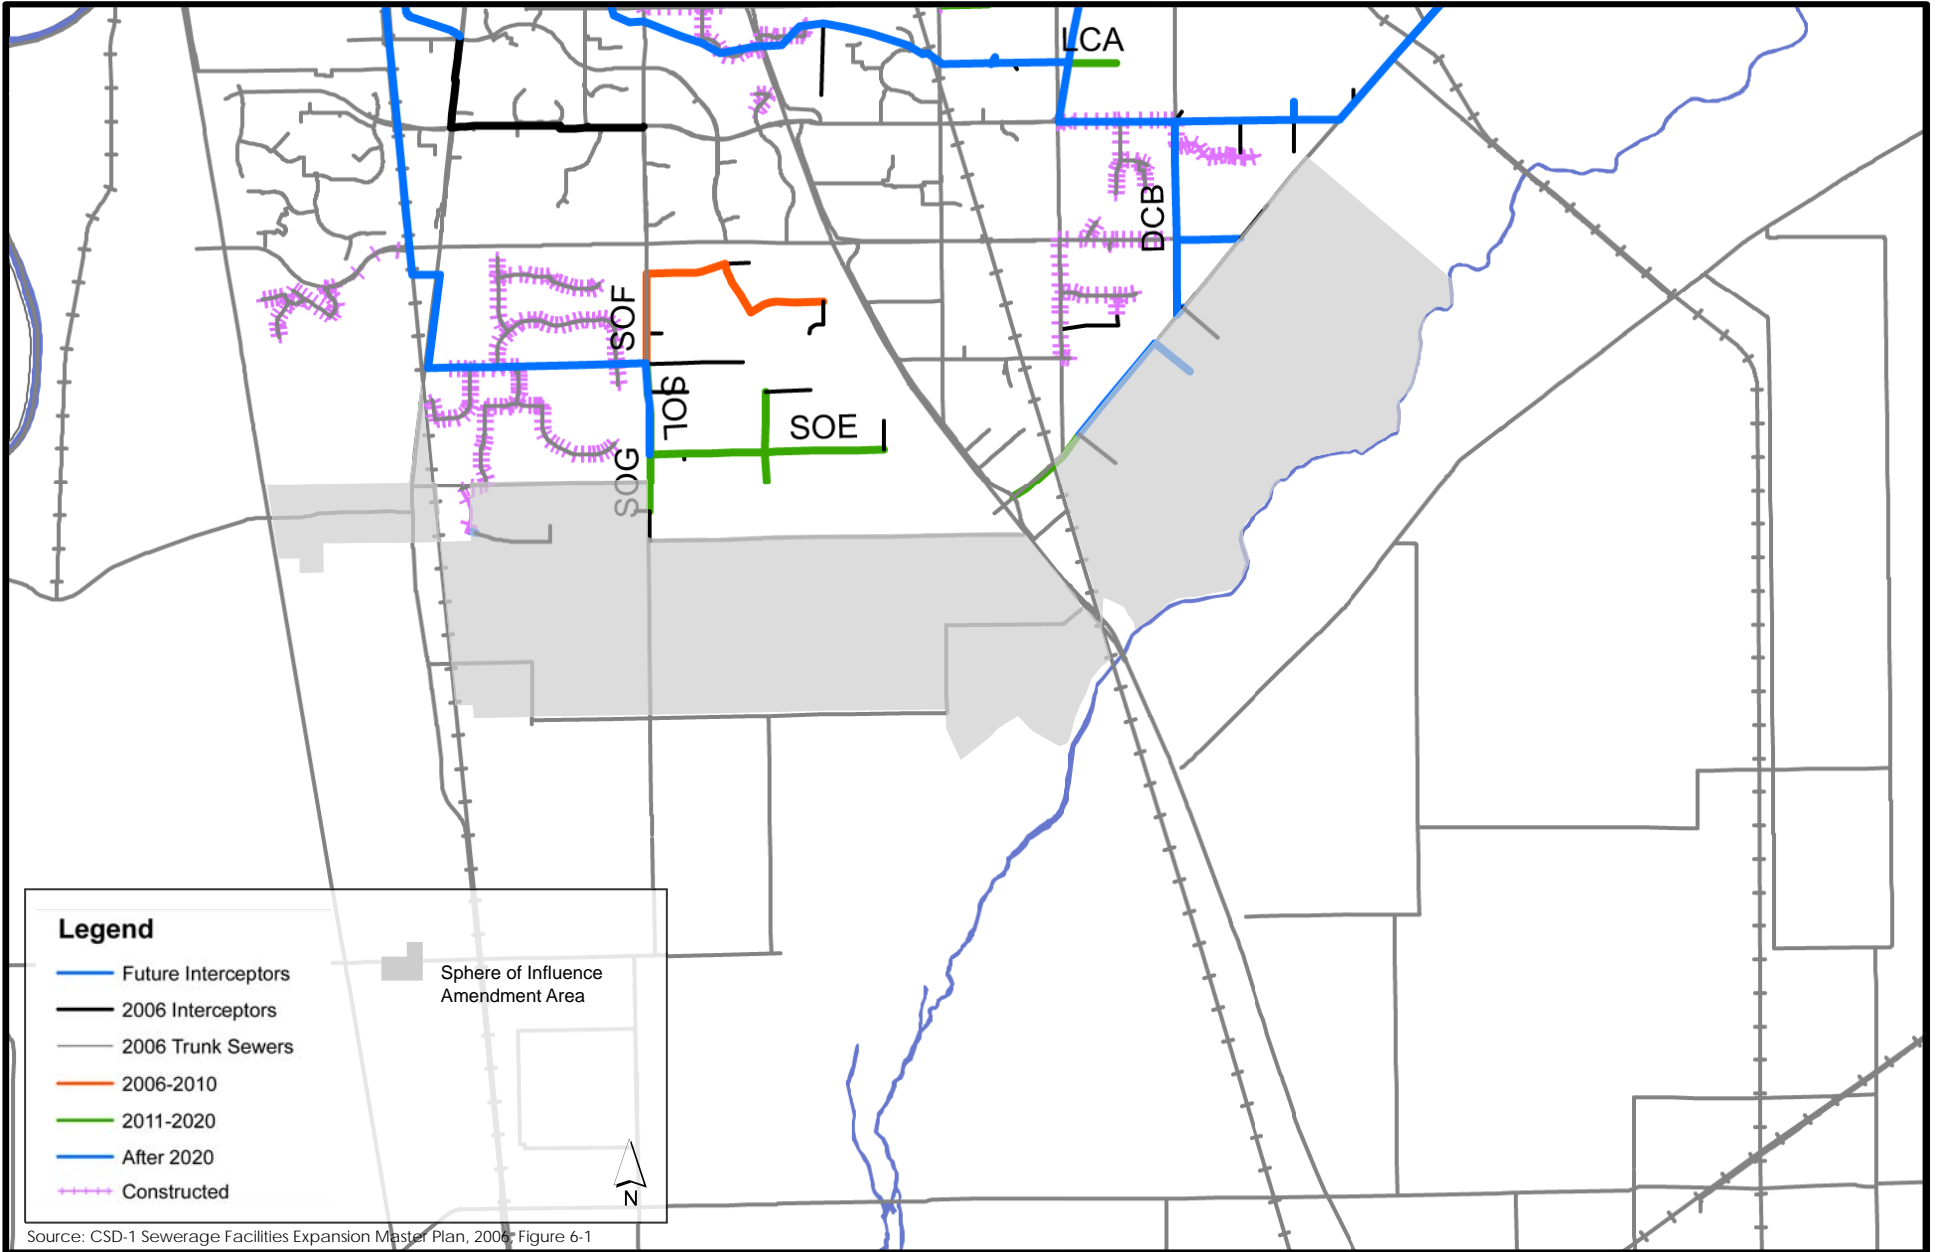 LCA
DCB
SOF
SOL
SOE
SOG
Legend
Future Interceptors
2006 Interceptors
2006 Trunk Sewers
2006-2010
2011-2020
After 2020
Constructed
Sphere of Influence
Amendment Area
N
Source: CSD-1 Sewerage Facilities Expansion Master Plan, 2006, Figure 6-1